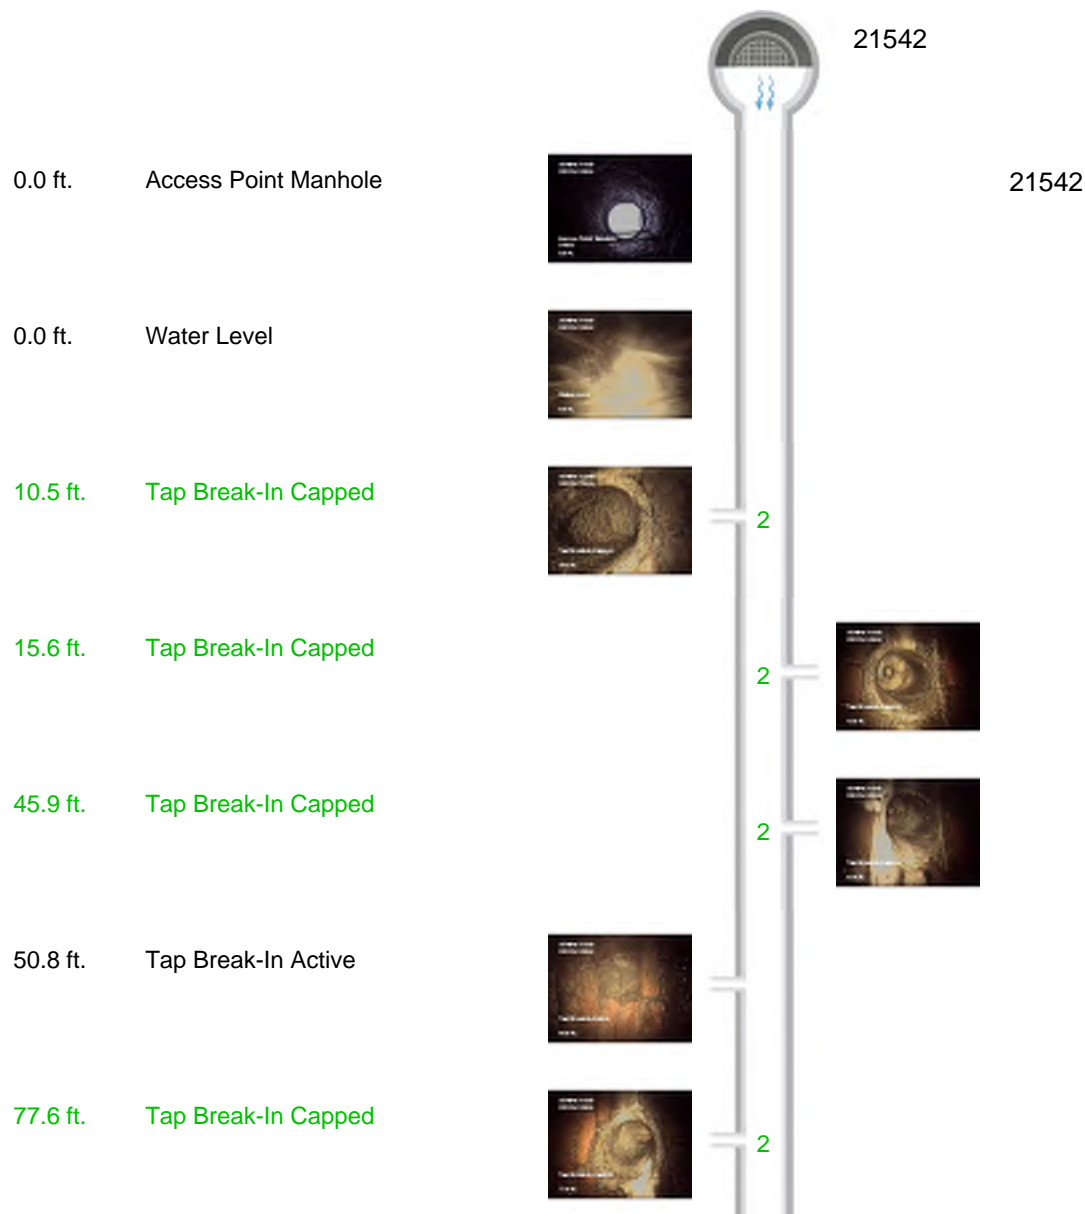 21542
0.0 ft. Access Point Manhole 21542
0.0 ft. Water Level
10.5 ft. Tap Break-In Capped
2
15.6 ft. Tap Break-In Capped
2
45.9 ft. Tap Break-In Capped
2
50.8 ft. Tap Break-In Active
77.6 ft. Tap Break-In Capped
2